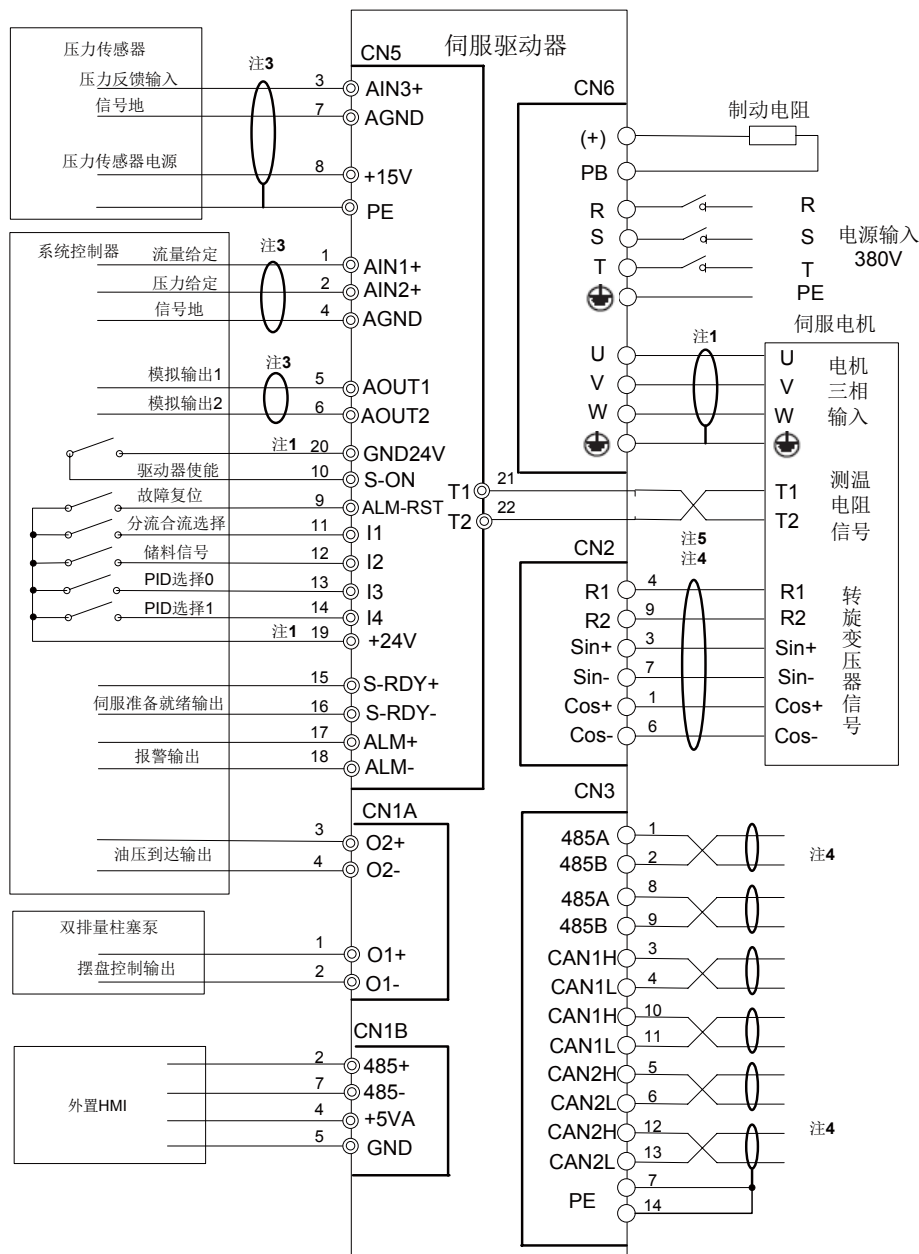 伺服驱动器
压力传感器
注3
CN5
压力反馈输入
3
AIN3+
信号地
7
AGND
压力传感器电源
8
+15V
PE
系统控制器
注3
流量给定
1
AIN1+
压力给定
2
AIN2+
信号地
4
AGND
注3
模拟输出1
5
AOUT1
模拟输出2
6
AOUT2
注1
20
GND24V
驱动器使能
10
S-ON
故障复位
9
ALM-RST
分流合流选择
11
I1
储料信号
12
I2
PID选择0
13
I3
PID选择1
14
I4
注1
19
+24V
15
S-RDY+
伺服准备就绪输出
16
S-RDY-
17
ALM+
报警输出
18
ALM-
CN1A
3
O2+
油压到达输出
4
O2-
双排量柱塞泵
1
O1+
摆盘控制输出
2
O1-
CN1B
外置HMI
2
485+
7
485-
4
+5VA
5
GND
CN6
制动电阻
(+)
PB
R
R
S
S
电源输入
380V
T
T
PE
伺服电机
注1
U
U
电机
三相
输入
V
V
W
W
T1
21
T1
测温
电阻
信号
T2
22
T2
CN2
注5
注4
R1
4
R1
转旋变压器信号
R2
9
R2
Sin+
3
Sin+
Sin-
7
Sin-
Cos+
1
Cos+
Cos-
6
Cos-
CN3
485A
1
注4
485B
2
485A
8
485B
9
CAN1H
3
CAN1L
4
CAN1H
10
CAN1L
11
CAN2H
5
CAN2L
6
CAN2H
12
注4
CAN2L
13
PE
7
14